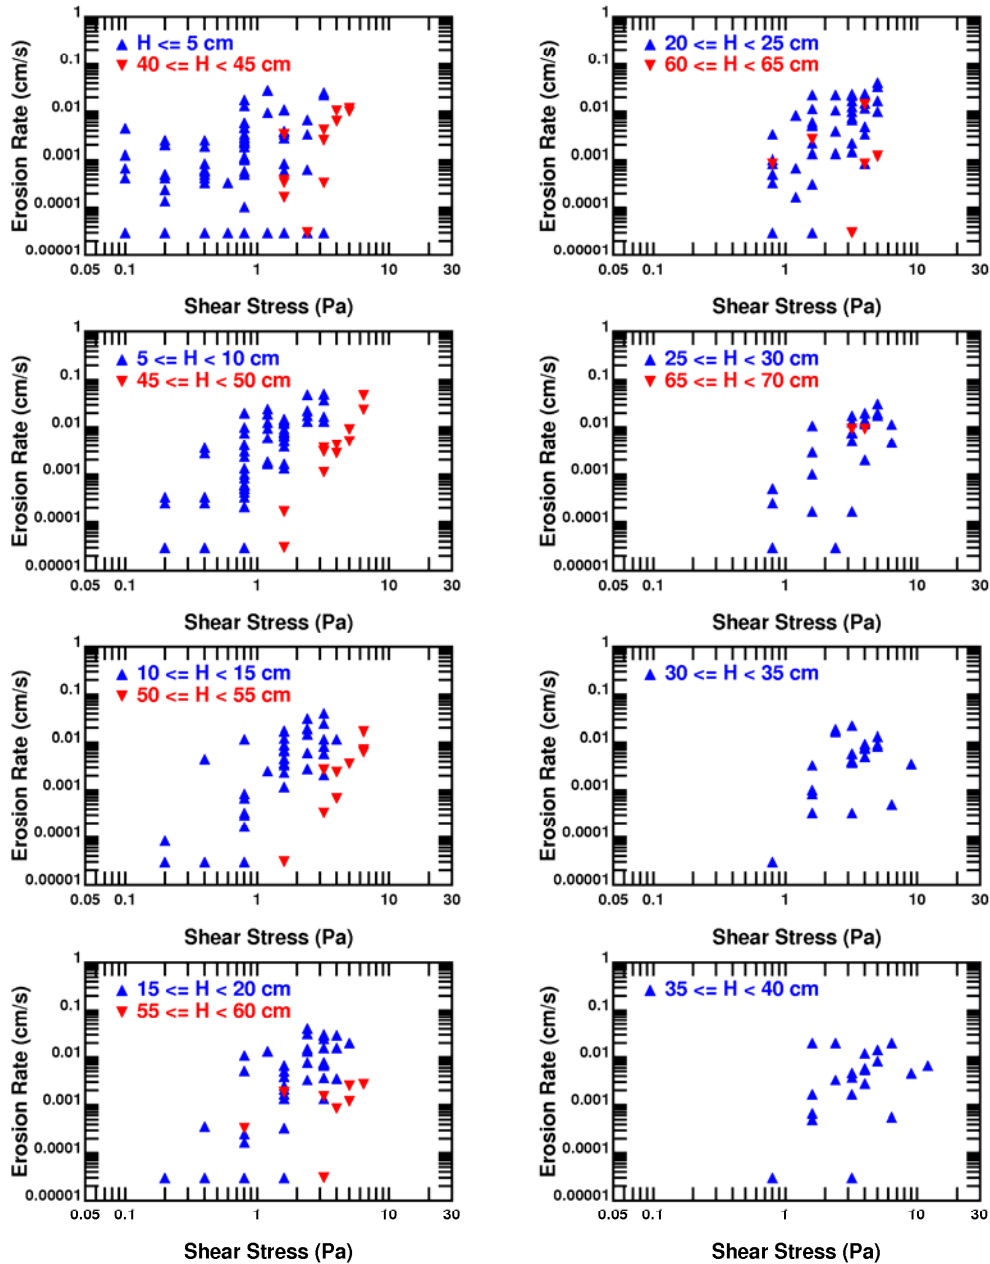 1
0.1
0.01
0.001
0.0001
0.00001
Erosion Rate (cm/s)
H <= 5 cm
40 <= H < 45 cm
0.05 0.1 1 10 30
Shear Stress (Pa)
1
0.1
0.01
0.001
0.0001
0.00001
Erosion Rate (cm/s)
20 <= H < 25 cm
60 <= H < 65 cm
0.05 0.1 1 10 30
Shear Stress (Pa)
1
0.1
0.01
0.001
0.0001
0.00001
Erosion Rate (cm/s)
5 <= H < 10 cm
45 <= H < 50 cm
0.05 0.1 1 10 30
Shear Stress (Pa)
1
0.1
0.01
0.001
0.0001
0.00001
Erosion Rate (cm/s)
25 <= H < 30 cm
65 <= H < 70 cm
0.05 0.1 1 10 30
Shear Stress (Pa)
1
0.1
0.01
0.001
0.0001
0.00001
Erosion Rate (cm/s)
10 <= H < 15 cm
50 <= H < 55 cm
0.05 0.1 1 10 30
Shear Stress (Pa)
1
0.1
0.01
0.001
0.0001
0.00001
Erosion Rate (cm/s)
30 <= H < 35 cm
0.05 0.1 1 10 30
Shear Stress (Pa)
1
0.1
0.01
0.001
0.0001
0.00001
Erosion Rate (cm/s)
15 <= H < 20 cm
55 <= H < 60 cm
0.05 0.1 1 10 30
Shear Stress (Pa)
1
0.1
0.01
0.001
0.0001
0.00001
Erosion Rate (cm/s)
35 <= H < 40 cm
0.05 0.1 1 10 30
Shear Stress (Pa)